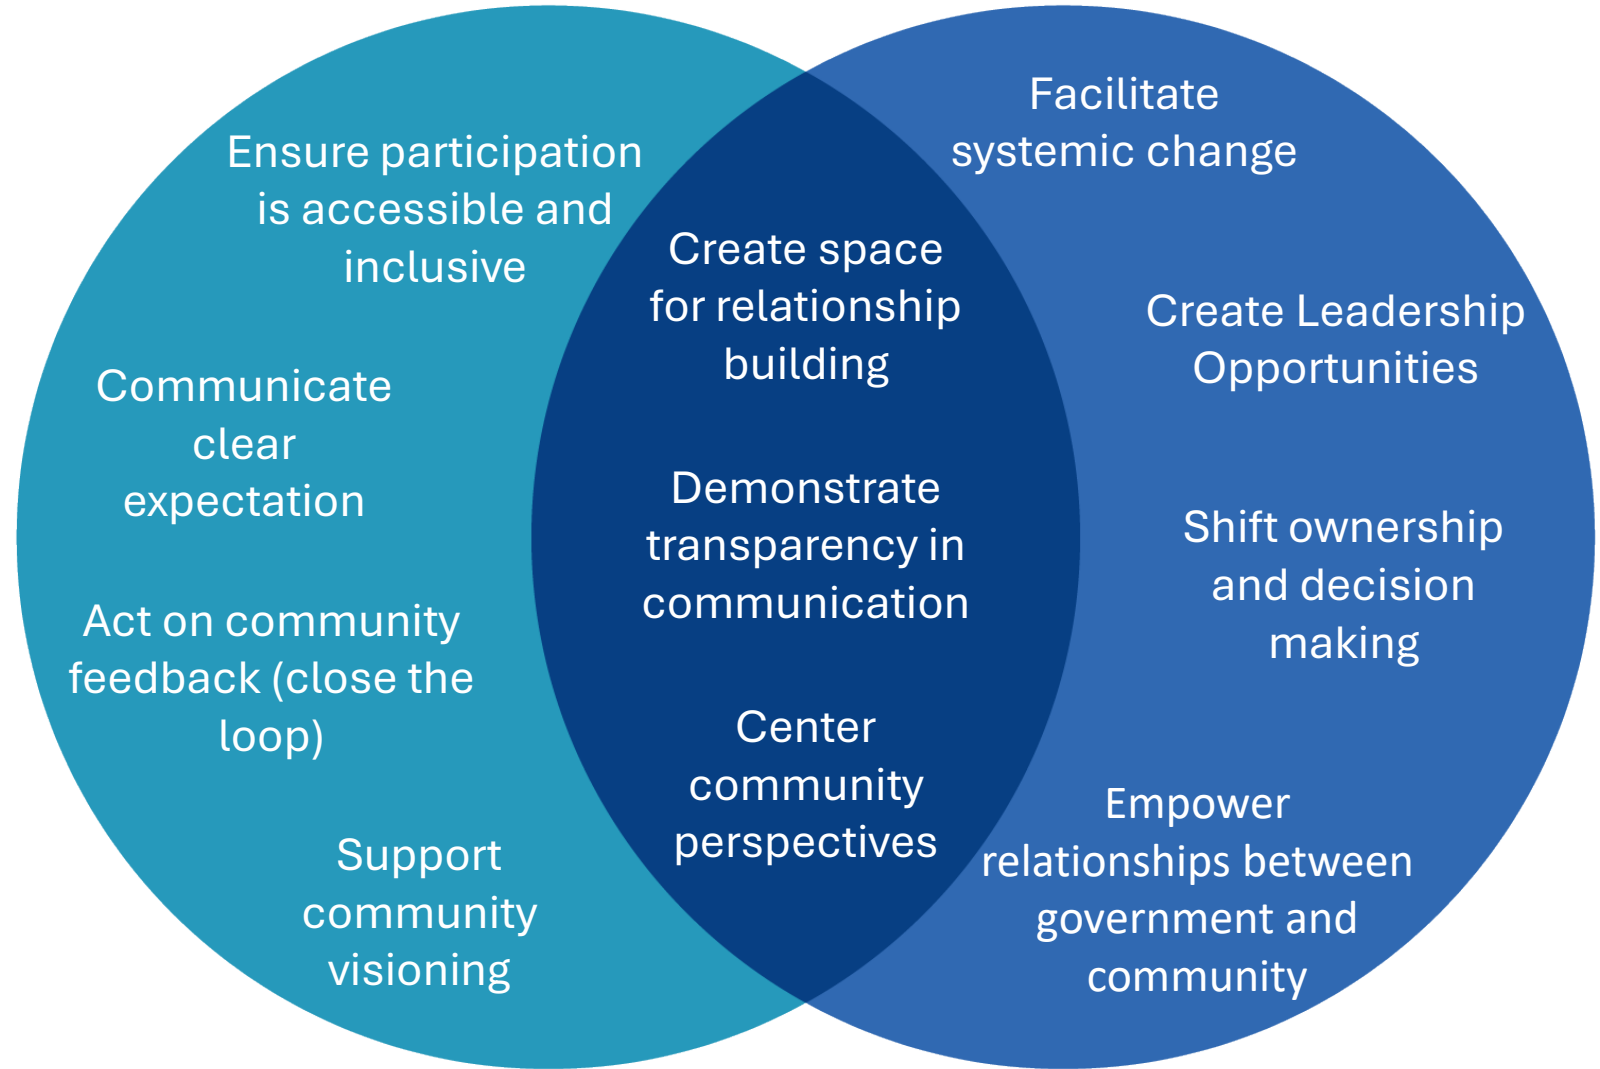 Ensure participation
is accessible and
inclusive
Communicate
clear
expectation
Act on community
feedback (close the
loop)
Support
community
visioning
Create space
for relationship
building
Demonstrate
transparency in
communication
Center
community
perspectives
Facilitate
systemic change
Create Leadership
Opportunities
Shift ownership
and decision
making
Empower
relationships between
government and
community